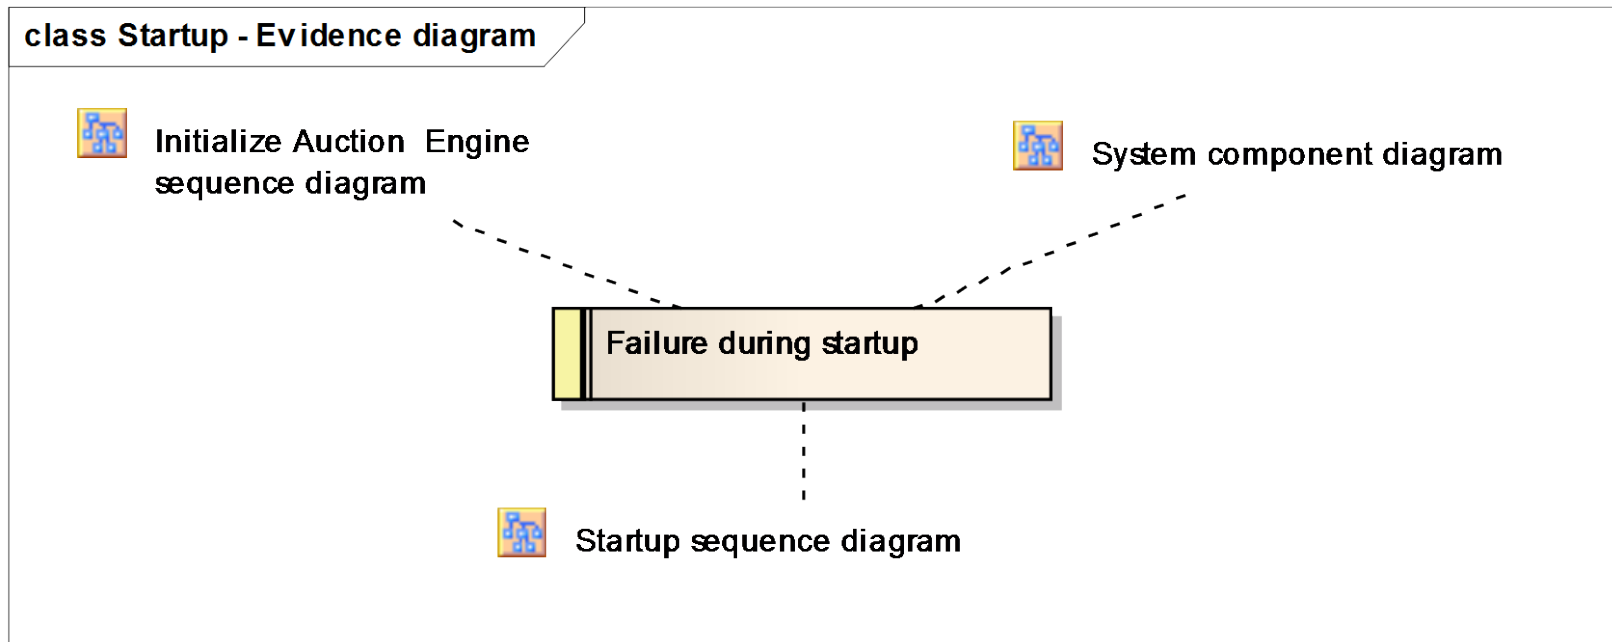 class Startup - Evidence diagram
Initialize Auction Engine
sequence diagram
System component diagram
Failure during startup
Startup sequence diagram